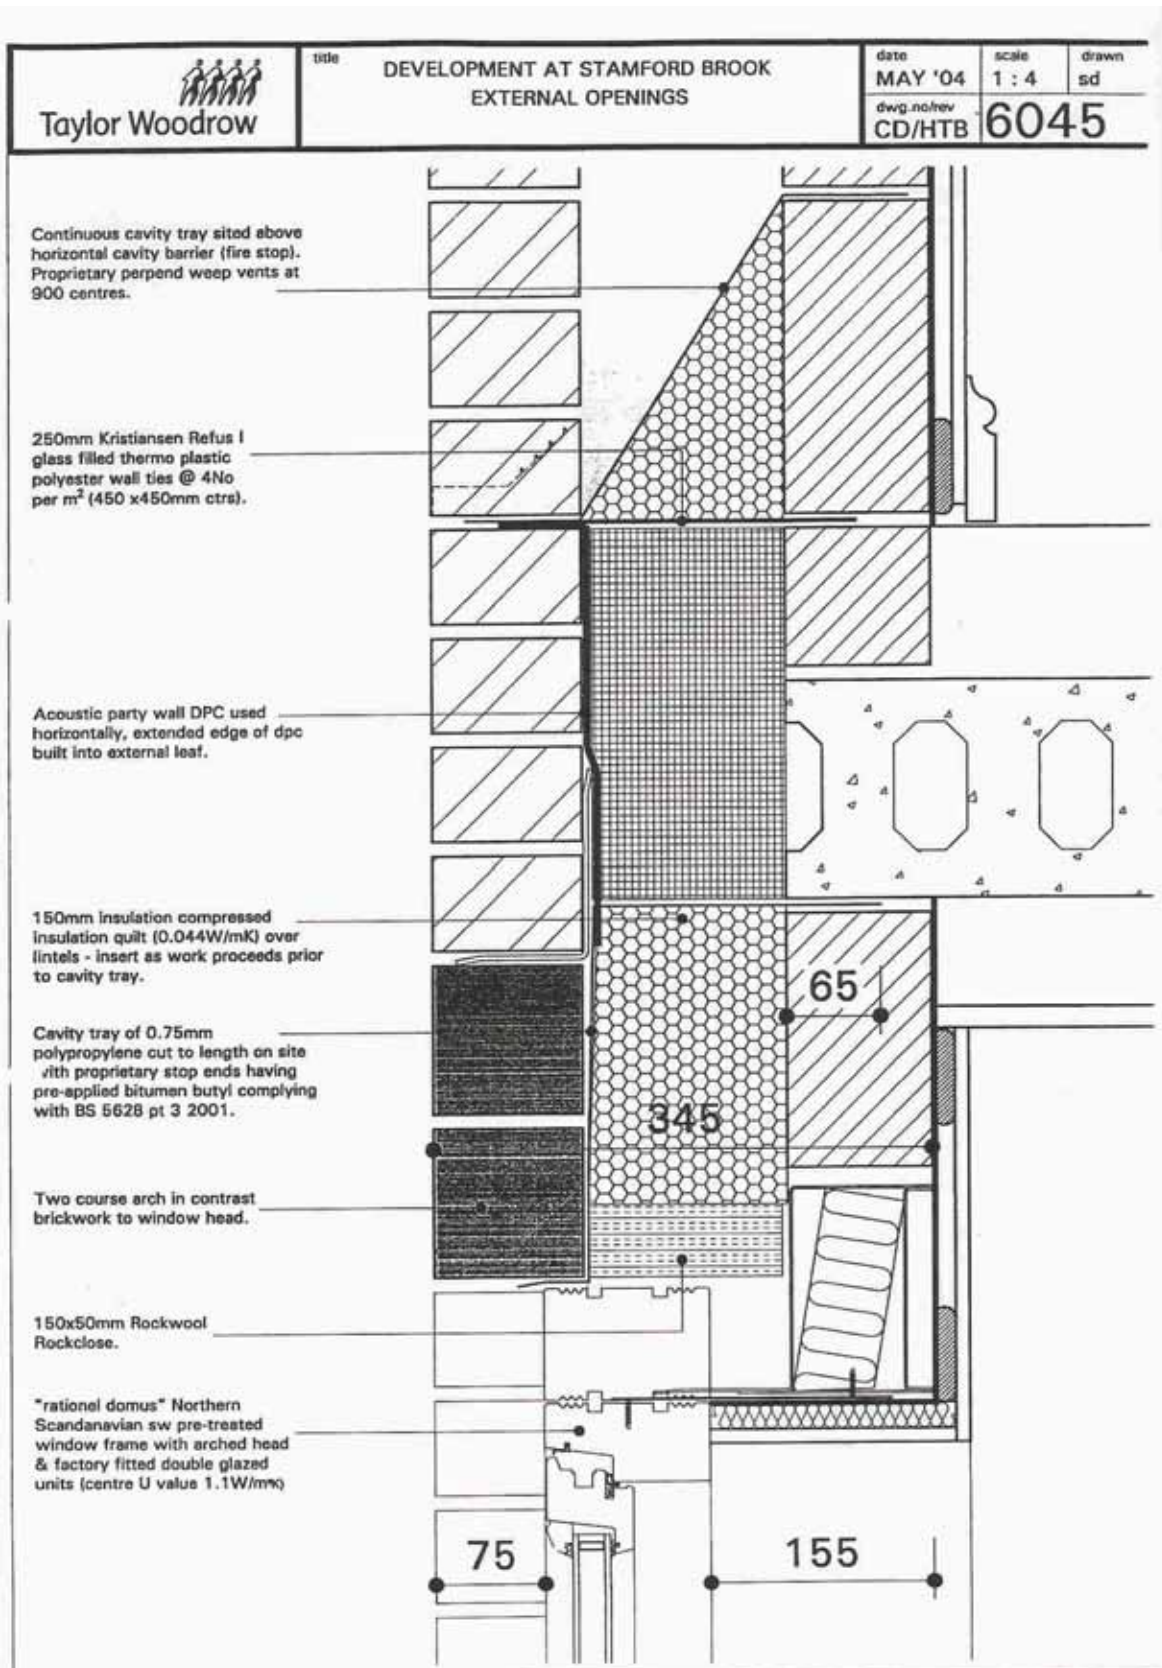 Taylor Woodrow
title
DEVELOPMENT AT STAMFORD BROOK
EXTERNAL OPENINGS
date
MAY '04
scale
1 : 4
drawn
sd
dwg.no/rev
CD/HTB
6045
Continuous cavity tray sited above
horizontal cavity barrier (fire stop).
Proprietary perpend weep vents at
900 centres.
250mm Kristiansen Refus I
glass filled thermo plastic
polyester wall ties @ 4No
per m² (450 x450mm ctrs).
Acoustic party wall DPC used
horizontally, extended edge of dpc
built into external leaf.
150mm insulation compressed
insulation quilt (0.044W/mK) over
lintels - insert as work proceeds prior
to cavity tray.
65
Cavity tray of 0.75mm
polypropylene cut to length on site
with proprietary stop ends having
pre-applied bitumen butyl complying
with BS 5628 pt 3 2001.
345
Two course arch in contrast
brickwork to window head.
150x50mm Rockwool
Rockclose.
"rationel domus" Northern
Scandanavian sw pre-treated
window frame with arched head
& factory fitted double glazed
units (centre U value 1.1W/mK)
75
155